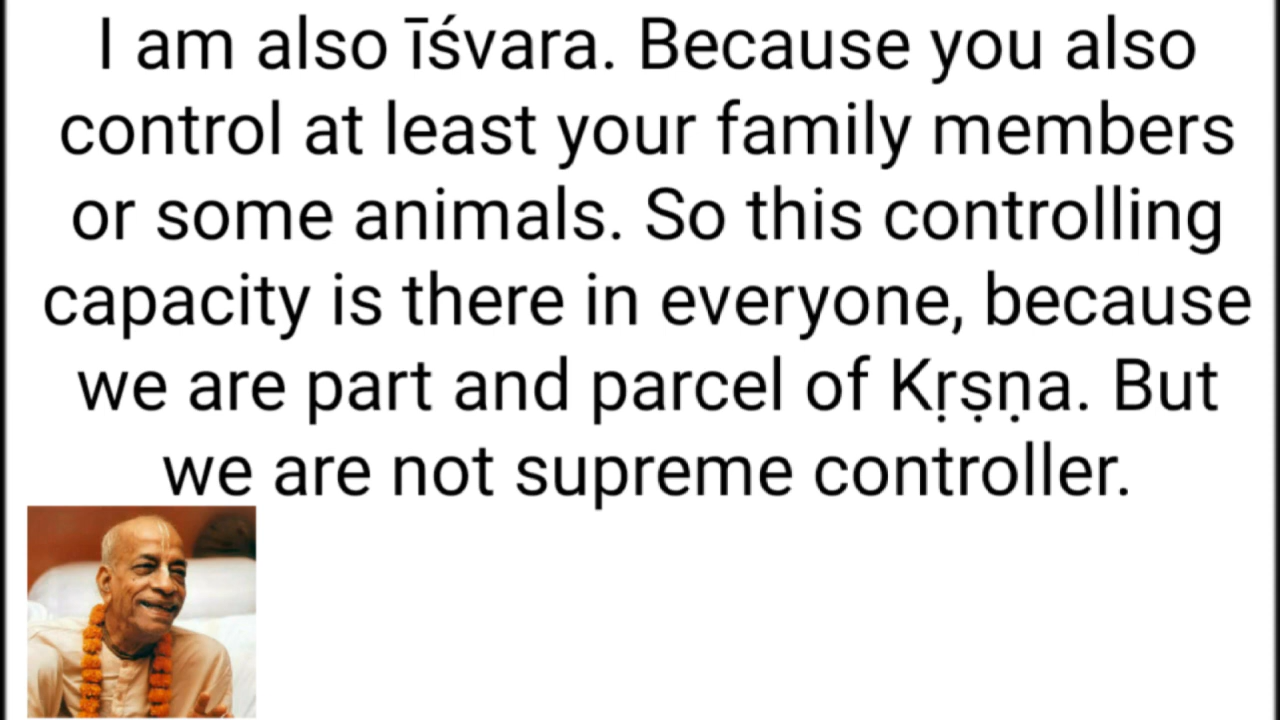 I am also īśvara. Because you also
control at least your family members
or some animals. So this controlling
capacity is there in everyone, because
we are part and parcel of Kṛṣṇa. But
we are not supreme controller.